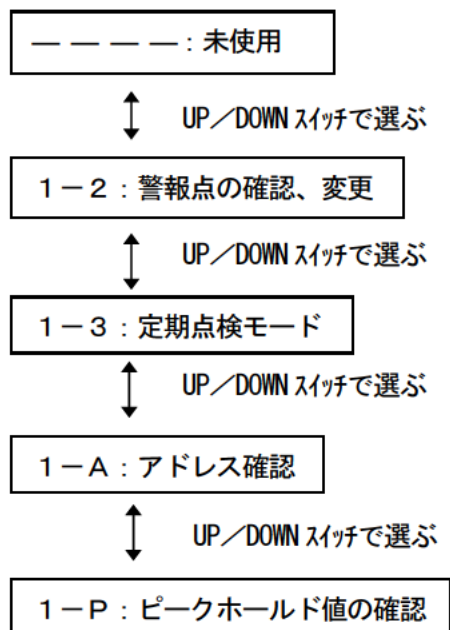 — — — —：未使用
UP／DOWN ｽｲｯﾁで選ぶ
１－２：警報点の確認、変更
UP／DOWN ｽｲｯﾁで選ぶ
１－３：定期点検モード
UP／DOWN ｽｲｯﾁで選ぶ
１－Ａ：アドレス確認
UP／DOWN ｽｲｯﾁで選ぶ
１－Ｐ：ピークホールド値の確認